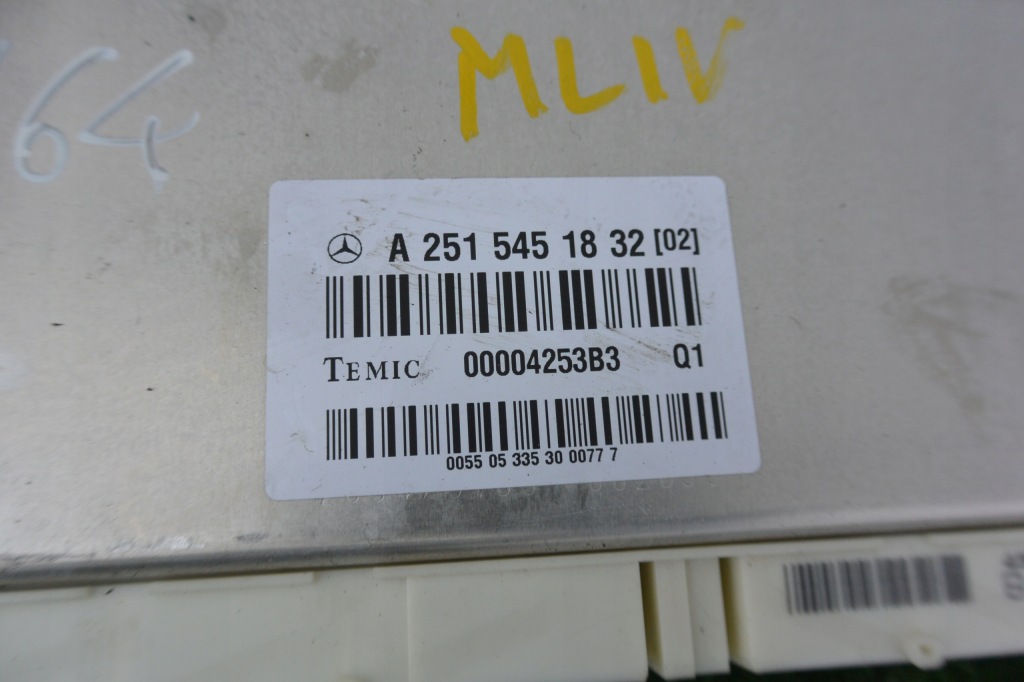 64
MLIV
A 251 545 18 32 [02]
TEMIC 00004253B3 Q1
0055 05 335 30 0077 7